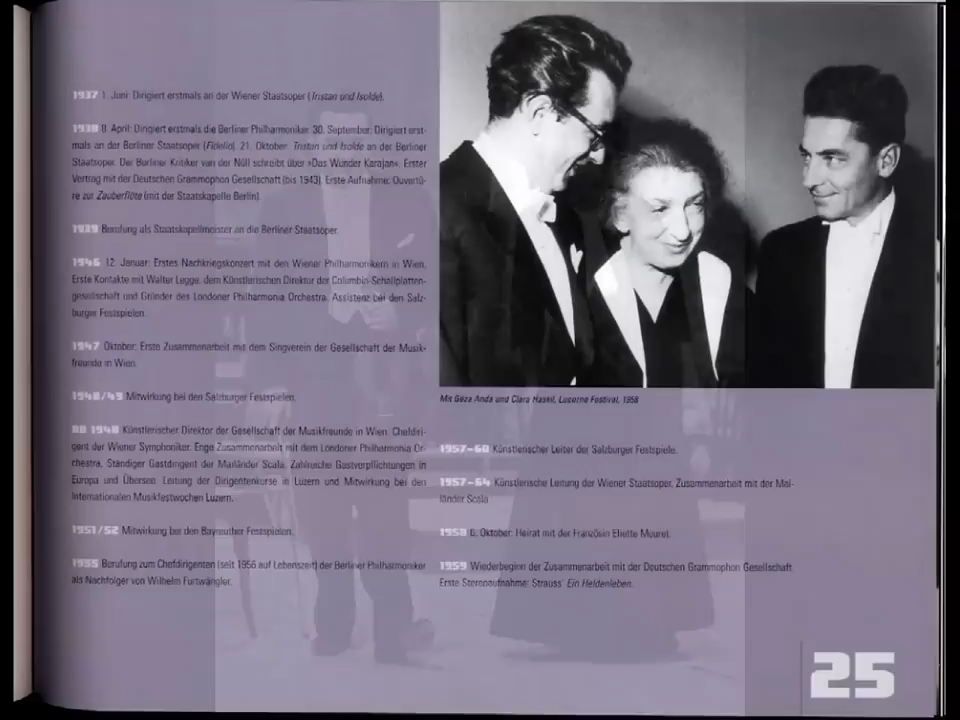 1937 1. Juni: Dirigiert erstmals an der Wiener Staatsoper (Tristan und Isolde).
1938 8. April: Dirigiert erstmals die Berliner Philharmoniker. 30. September: Dirigiert erst-
mals an der Berliner Staatsoper (Fidelio). 21. Oktober: Tristan und Isolde an der Berliner
Staatsoper. Der Berliner Kritiker van der Nüll schreibt über »Das Wunder Karajan«. Erster
Vertrag mit der Deutschen Grammophon Gesellschaft (bis 1943). Erste Aufnahme: Ouvertü-
re zur Zauberflöte (mit der Staatskapelle Berlin).
1939 Berufung als Staatskapellmeister an die Berliner Staatsoper.
1946 12. Januar: Erstes Nachkriegskonzert mit den Wiener Philharmonikern in Wien.
Erste Kontakte mit Walter Legge, dem Künstlerischen Direktor der Columbia-Schallplatten-
gesellschaft und Gründer des Londoner Philharmonia Orchestra. Assistenz bei den Salz-
burger Festspielen.
1947 Oktober: Erste Zusammenarbeit mit dem Singverein der Gesellschaft der Musik-
freunde in Wien.
1948/49 Mitwirkung bei den Salzburger Festspielen.
AB 1948 Künstlerischer Direktor der Gesellschaft der Musikfreunde in Wien. Chefdiri-
gent der Wiener Symphoniker. Enge Zusammenarbeit mit dem Londoner Philharmonia Or-
chestra. Ständiger Gastdirigent der Mailänder Scala. Zahlreiche Gastverpflichtungen in
Europa und Übersee. Leitung der Dirigentenkurse in Luzern und Mitwirkung bei den
Internationalen Musikfestwochen Luzern.
1951/52 Mitwirkung bei den Bayreuther Festspielen.
1955 Berufung zum Chefdirigenten (seit 1956 auf Lebenszeit) der Berliner Philharmoniker
als Nachfolger von Wilhelm Furtwängler.
Mit Géza Anda und Clara Haskil, Lucerne Festival, 1956
1957–60 Künstlerischer Leiter der Salzburger Festspiele.
1957–64 Künstlerische Leitung der Wiener Staatsoper. Zusammenarbeit mit der Mai-
länder Scala.
1958 6. Oktober: Heirat mit der Französin Eliette Mouret.
1959 Wiederbeginn der Zusammenarbeit mit der Deutschen Grammophon Gesellschaft.
Erste Stereoaufnahme: Strauss' Ein Heldenleben.
25